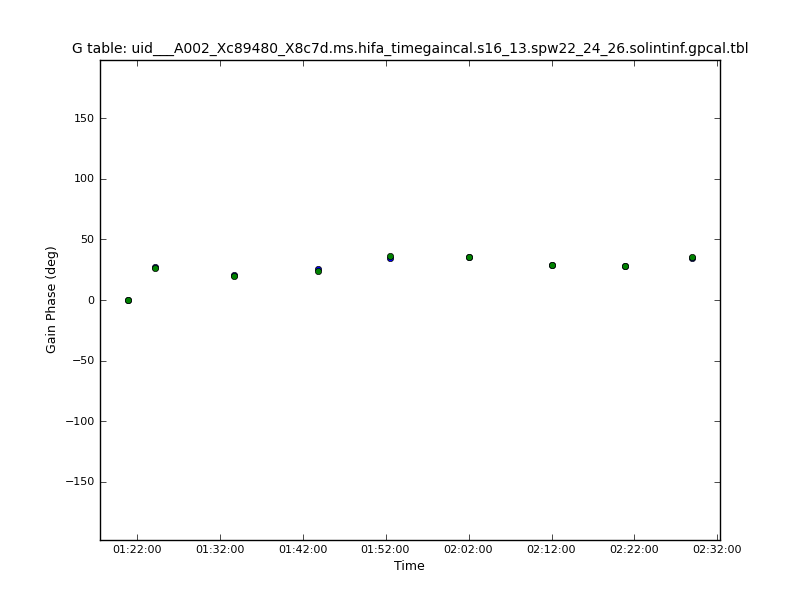 G table: uid___A002_Xc89480_X8c7d.ms.hifa_timegaincal.s16_13.spw22_24_26.solintinf.gpcal.tbl
150
100
50
0
−50
−100
−150
Gain Phase (deg)
01:22:00 01:32:00 01:42:00 01:52:00 02:02:00 02:12:00 02:22:00 02:32:00
Time